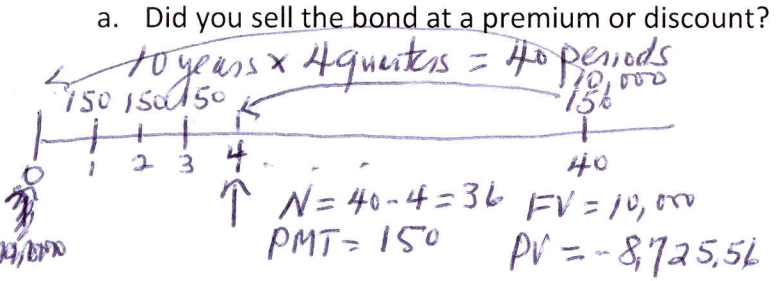 a. Did you sell the bond at a premium or discount?
10 years x 4 quarters = 40 periods
10,000
150 150 150 150
0 1 2 3 4 . . . 40
N = 40 - 4 = 36 FV = 10,000
PMT = 150 PV = -8,725.56